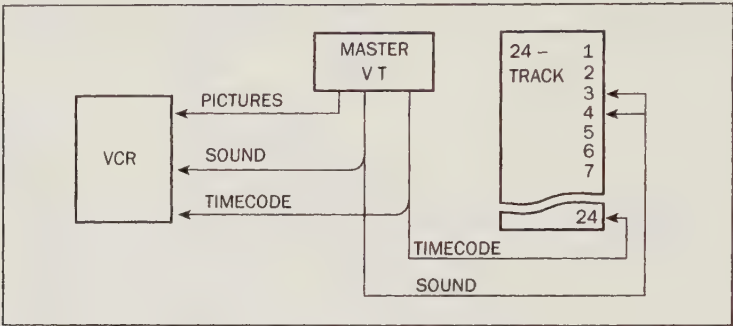 MASTER
V T
24 –
TRACK
1
2
3
4
5
6
7
24
PICTURES
VCR
SOUND
TIMECODE
TIMECODE
SOUND